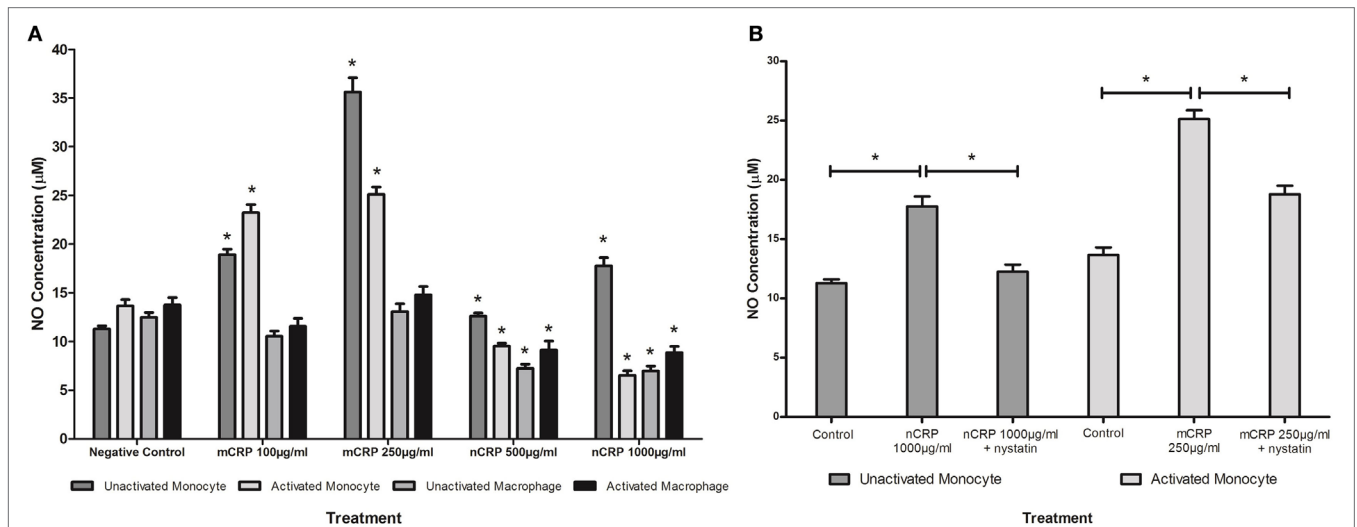 A
NO Concentration (µM)
40
35
30
25
20
15
10
5
0
*
*
*
*
*
*
*
*
*
*
*
*
Negative Control
mCRP 100µg/ml
mCRP 250µg/ml
nCRP 500µg/ml
nCRP 1000µg/ml
Unactivated Monocyte
Activated Monocyte
Unactivated Macrophage
Activated Macrophage
Treatment
B
NO Concentration (µM)
30
25
20
15
10
5
0
*
*
*
*
Control
nCRP
1000µg/ml
nCRP 1000µg/ml
+ nystatin
Control
mCRP
250µg/ml
mCRP 250µg/ml
+ nystatin
Unactivated Monocyte
Activated Monocyte
Treatment